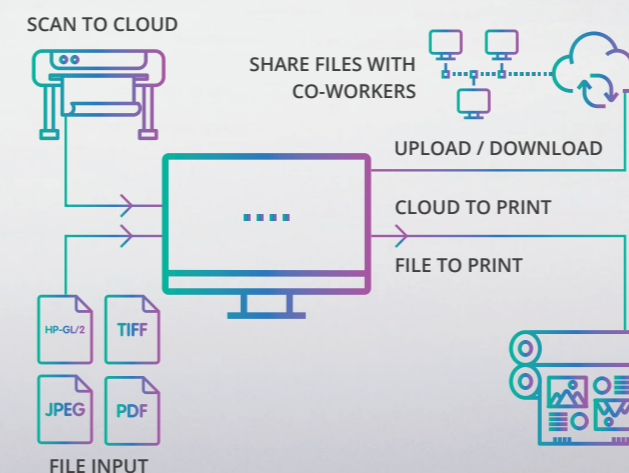 SCAN TO CLOUD
SHARE FILES WITH
CO-WORKERS
UPLOAD / DOWNLOAD
CLOUD TO PRINT
FILE TO PRINT
HP-GL/2
TIFF
JPEG
PDF
FILE INPUT